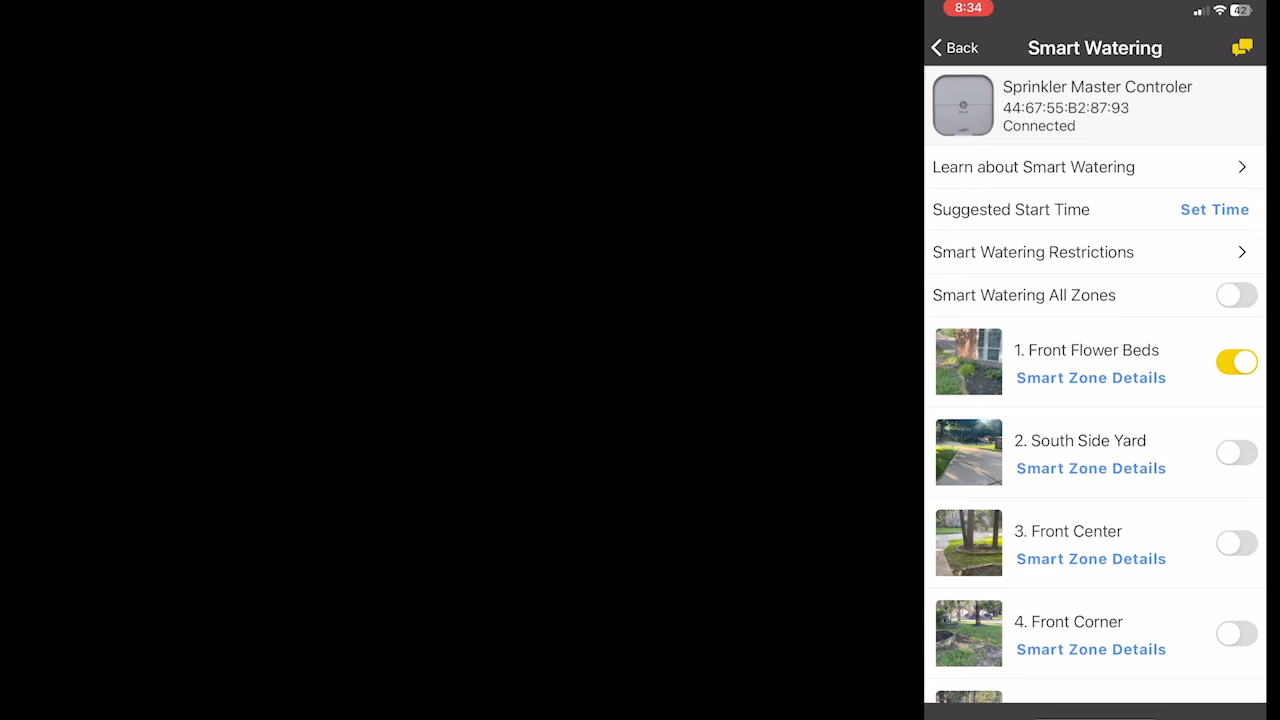 8:34
42
Back
Smart Watering
Sprinkler Master Controler
44:67:55:B2:87:93
Connected
Learn about Smart Watering
Suggested Start Time
Set Time
Smart Watering Restrictions
Smart Watering All Zones
1. Front Flower Beds
Smart Zone Details
2. South Side Yard
Smart Zone Details
3. Front Center
Smart Zone Details
4. Front Corner
Smart Zone Details